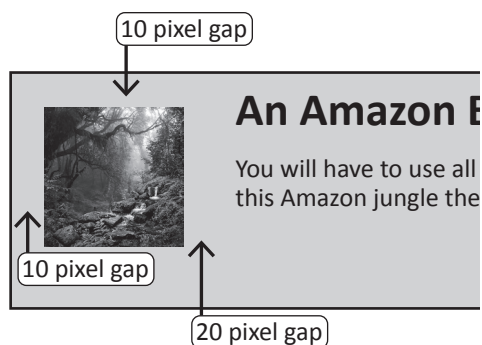 10 pixel gap
An Amazon E
You will have to use all
this Amazon jungle the
10 pixel gap
20 pixel gap